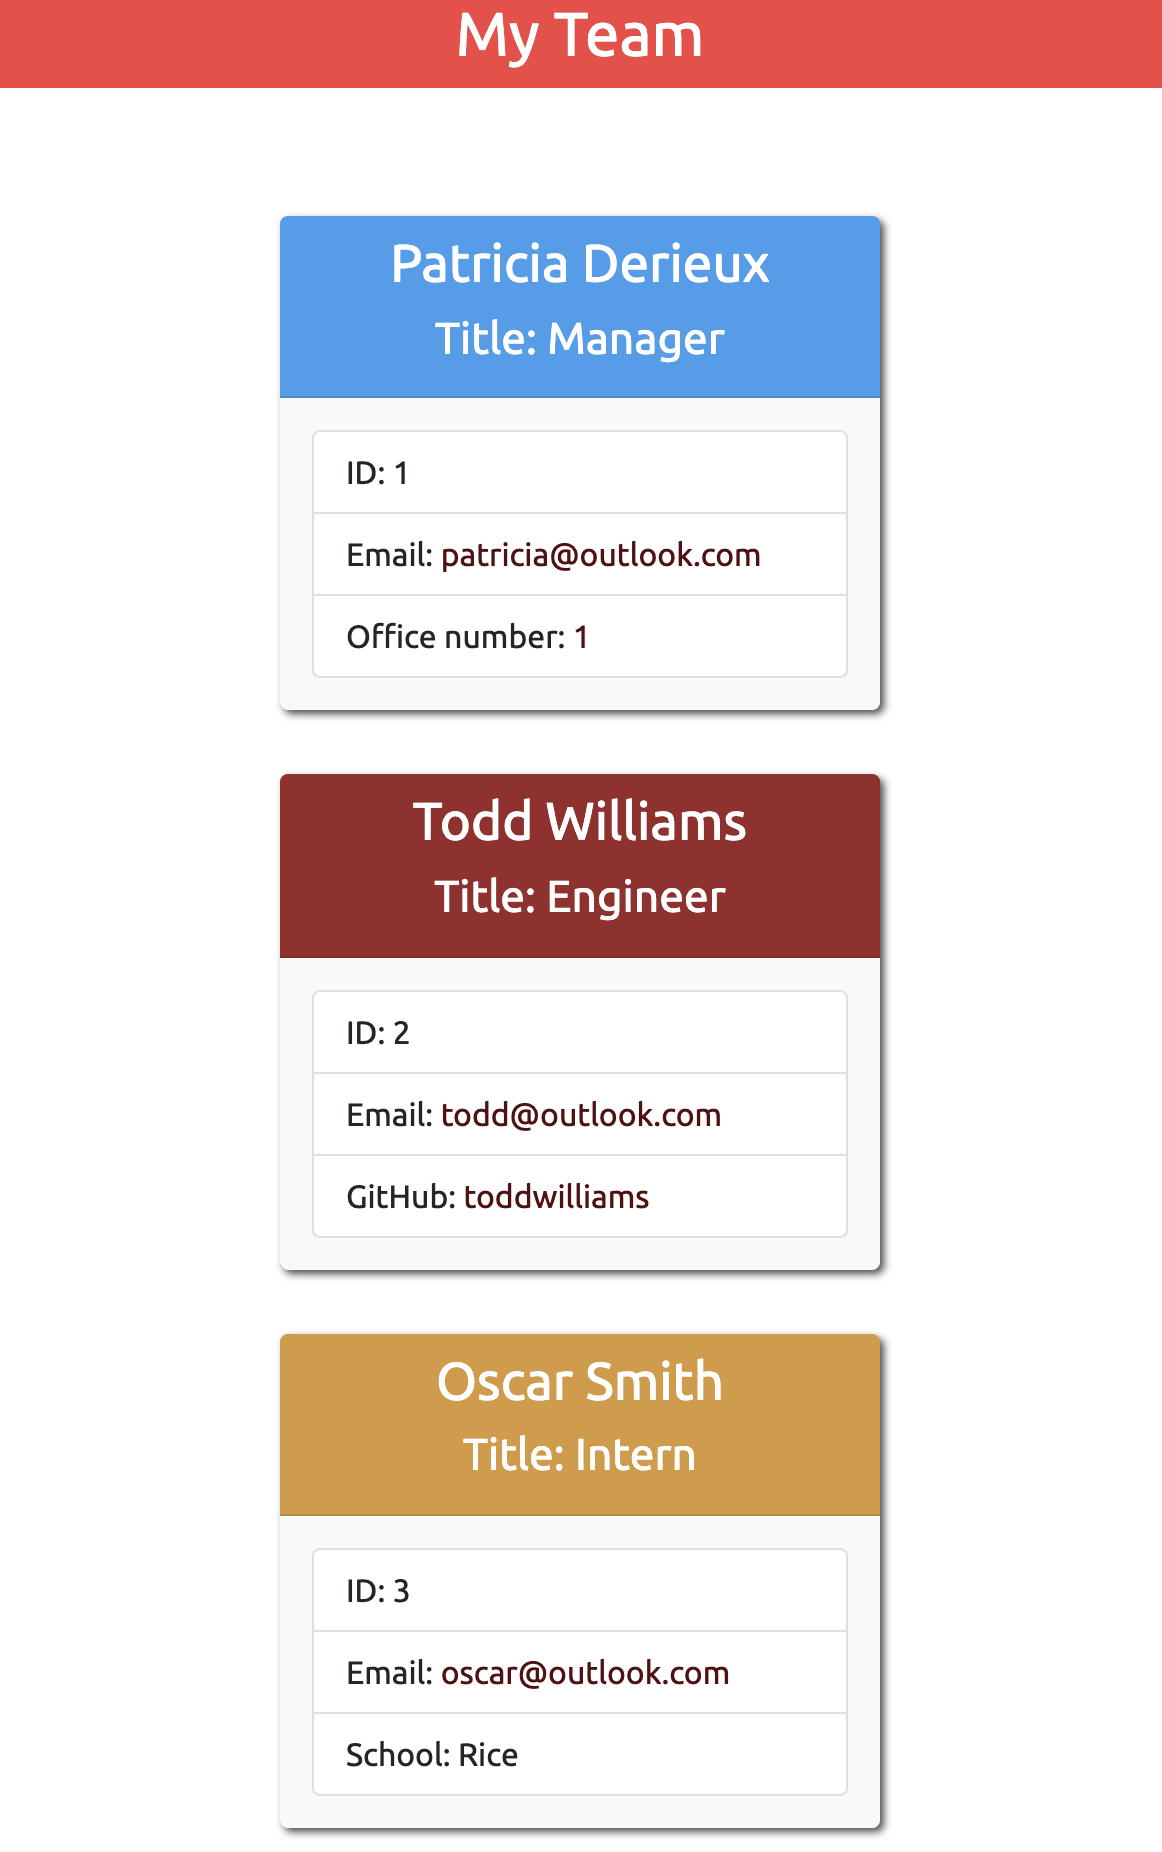 My Team
Patricia Derieux
Title: Manager
ID: 1
Email: patricia@outlook.com
Office number: 1
Todd Williams
Title: Engineer
ID: 2
Email: todd@outlook.com
GitHub: toddwilliams
Oscar Smith
Title: Intern
ID: 3
Email: oscar@outlook.com
School: Rice